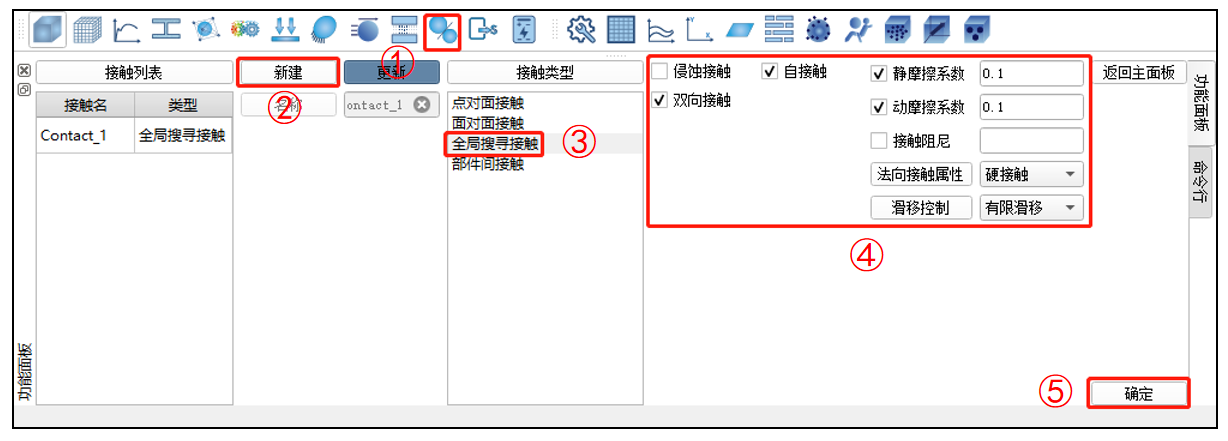 ①
接触列表 新建 更新 接触类型 侵蚀接触 自接触 静摩擦系数 0.1 返回主面板
接触名 类型 ② 名称 ontact_1 点对面接触 双向接触 动摩擦系数 0.1
面对面接触
Contact_1 全局搜寻接触 全局搜寻接触 ③ 接触阻尼
部件间接触
法向接触属性 硬接触
滑移控制 有限滑移
④
⑤ 确定
功能面板
功能面板
命令行